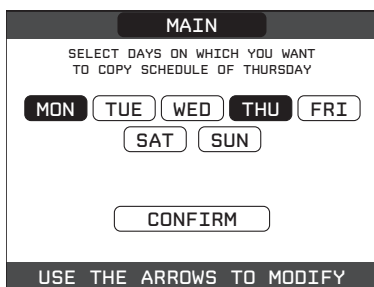 MAIN
SELECT DAYS ON WHICH YOU WANT
TO COPY SCHEDULE OF THURSDAY
MON TUE WED THU FRI
SAT SUN
CONFIRM
USE THE ARROWS TO MODIFY